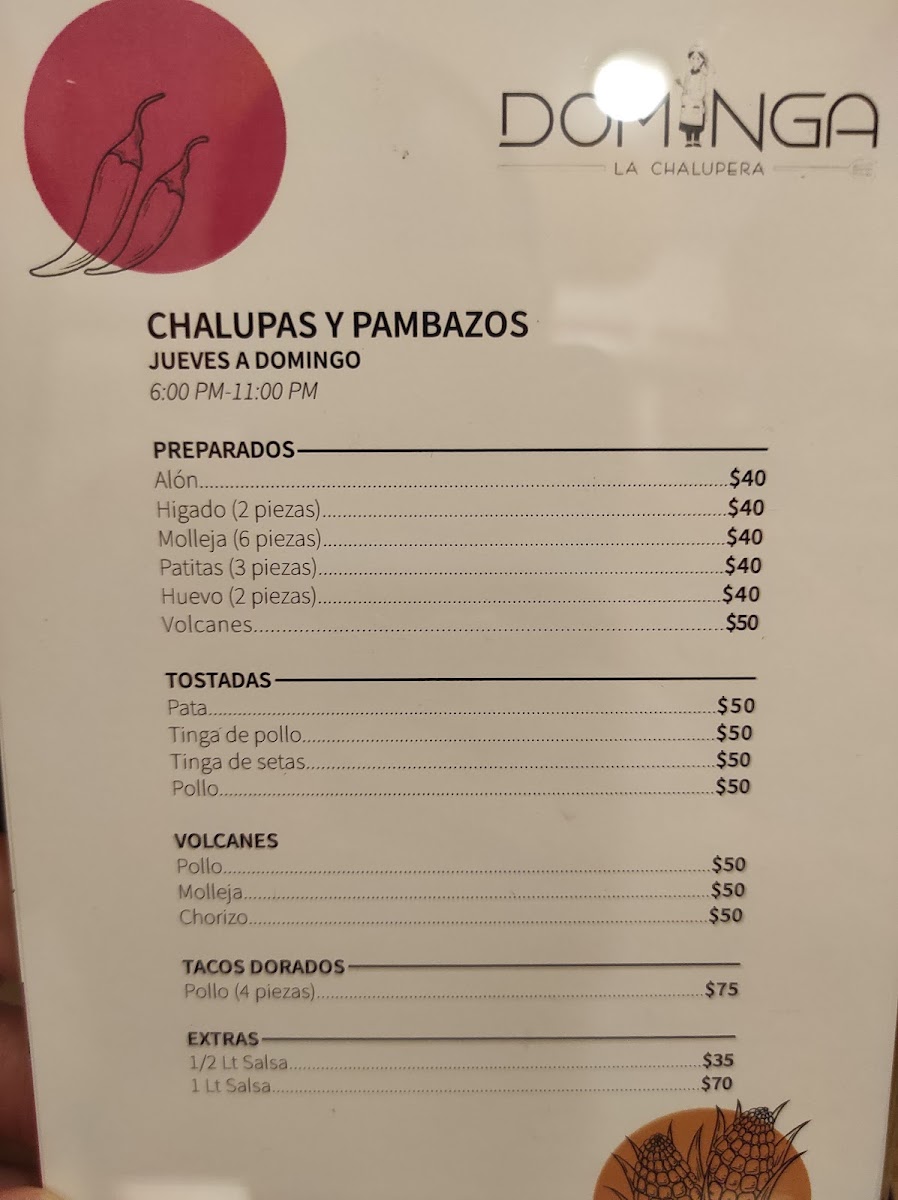 DOMINGA
LA CHALUPERA
CHALUPAS Y PAMBAZOS
JUEVES A DOMINGO
6:00 PM-11:00 PM
PREPARADOS
Alón $40
Higado (2 piezas) $40
Molleja (6 piezas) $40
Patitas (3 piezas) $40
Huevo (2 piezas) $40
Volcanes $50
TOSTADAS
Pata $50
Tinga de pollo $50
Tinga de setas $50
Pollo $50
VOLCANES
Pollo $50
Molleja $50
Chorizo $50
TACOS DORADOS
Pollo (4 piezas) $75
EXTRAS
1/2 Lt Salsa $35
1 Lt Salsa $70